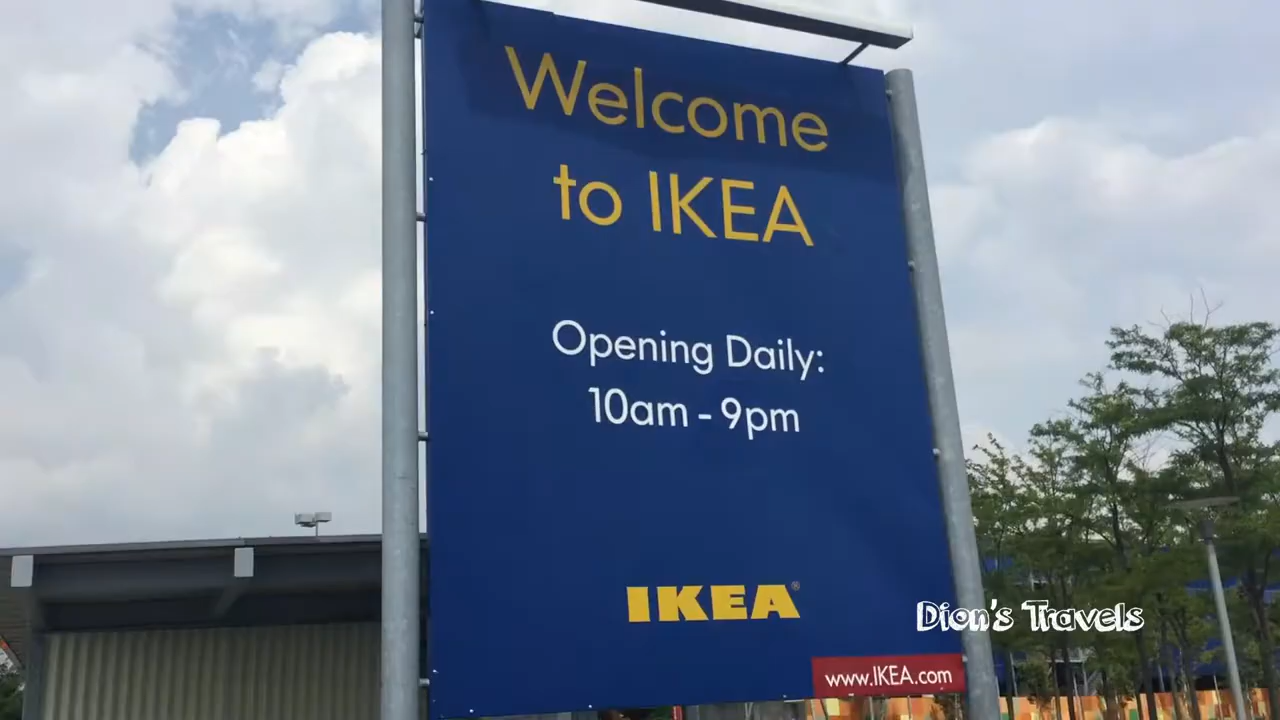 Welcome
to IKEA
Opening Daily:
10am - 9pm
IKEA®
Dion's Travels
www.IKEA.com